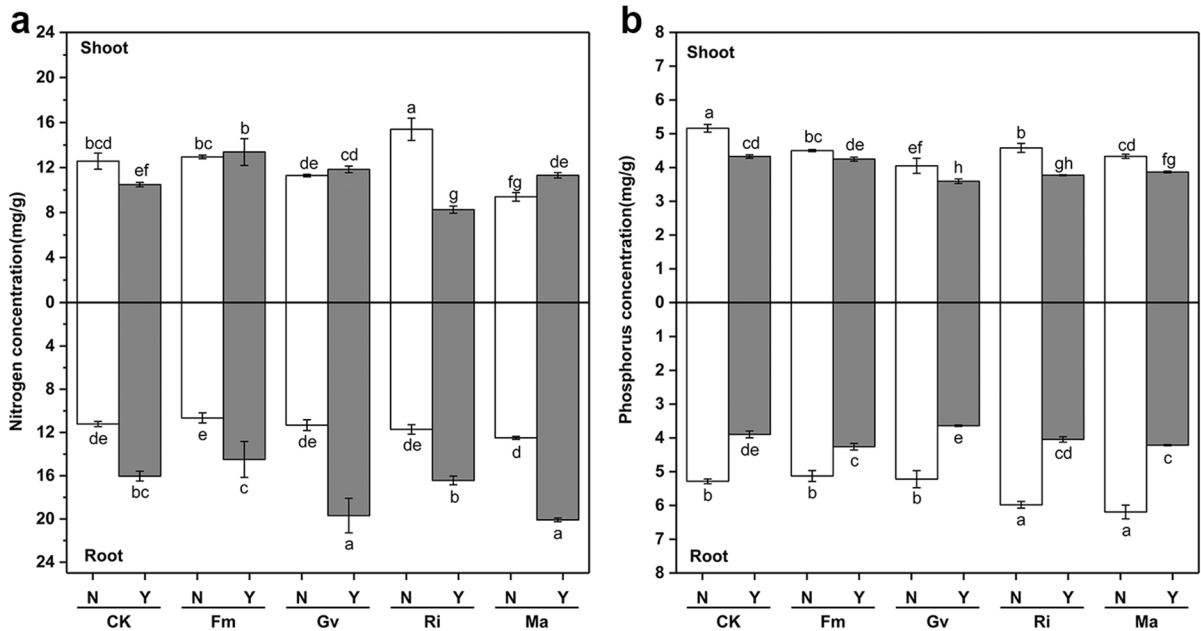 a
24
20
16
12
8
4
0
4
8
12
16
20
24
Nitrogen concentration(mg/g)
Shoot
bcd
ef
bc
b
de
cd
a
g
fg
de
de
bc
e
c
de
a
de
b
d
a
Root
N Y N Y N Y N Y N Y
CK Fm Gv Ri Ma
b
8
7
6
5
4
3
2
1
0
1
2
3
4
5
6
7
8
Phosphorus concentration(mg/g)
Shoot
a
cd
bc
de
ef
h
b
gh
cd
fg
b
de
b
c
b
e
a
cd
a
c
Root
N Y N Y N Y N Y N Y
CK Fm Gv Ri Ma